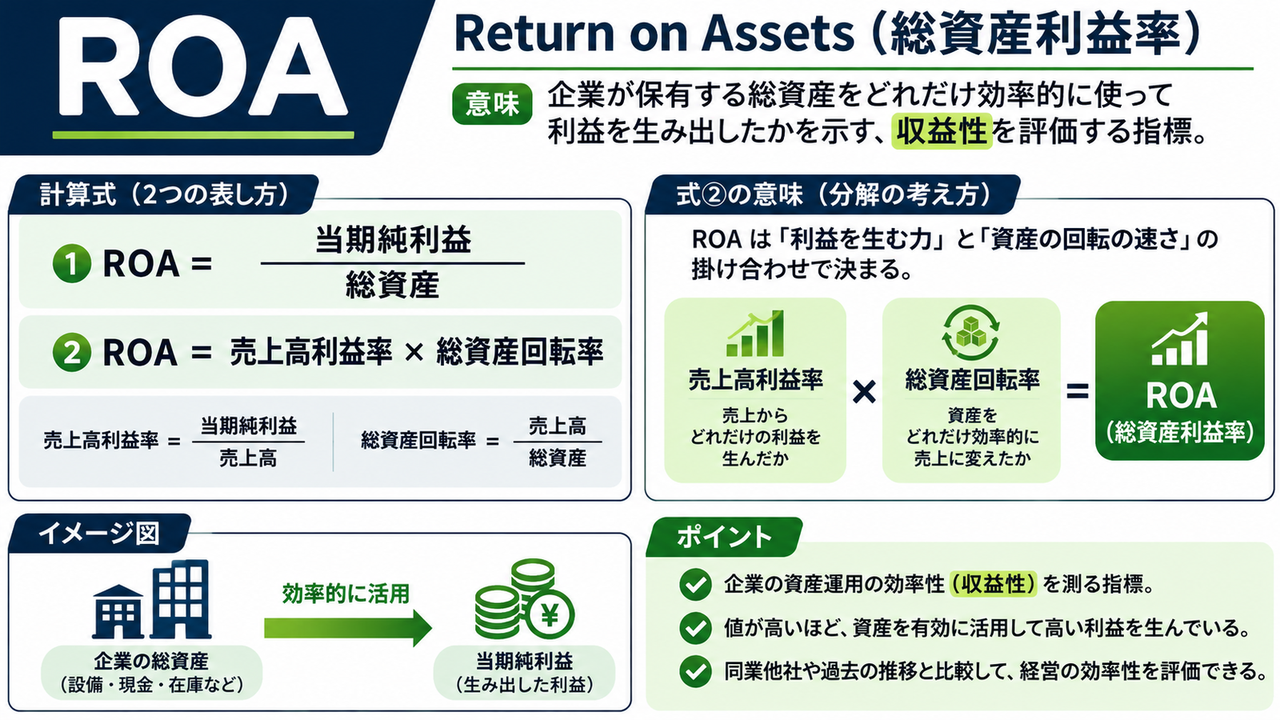 ROA
Return on Assets（総資産利益率）
意味
企業が保有する総資産をどれだけ効率的に使って
利益を生み出したかを示す、収益性を評価する指標。
計算式（2つの表し方）
1 ROA = 当期純利益
総資産
2 ROA = 売上高利益率 × 総資産回転率
売上高利益率 = 当期純利益
売上高
総資産回転率 = 売上高
総資産
式②の意味（分解の考え方）
ROA は「利益を生む力」と「資産の回転の速さ」の
掛け合わせで決まる。
売上高利益率
売上から
どれだけの利益を
生んだか
×
総資産回転率
資産を
どれだけ効率的に
売上に変えたか
=
ROA
（総資産利益率）
イメージ図
企業の総資産
（設備・現金・在庫など）
効率的に活用
¥
当期純利益
（生み出した利益）
ポイント
企業の資産運用の効率性（収益性）を測る指標。
値が高いほど、資産を有効に活用して高い利益を生んでいる。
同業他社や過去の推移と比較して、経営の効率性を評価できる。